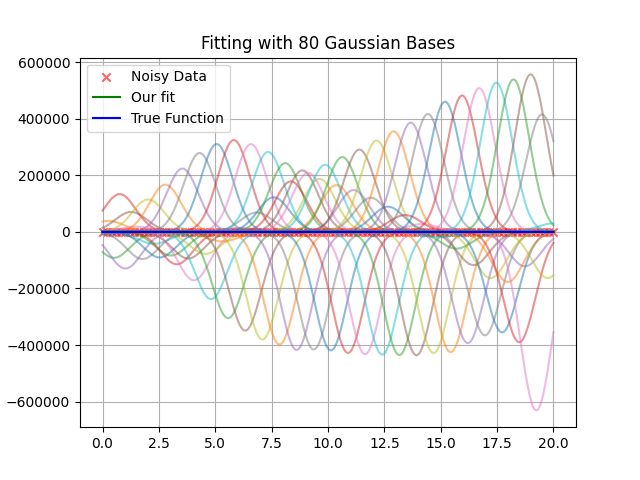 Fitting with 80 Gaussian Bases
Noisy Data
Our fit
True Function
600000
400000
200000
0
−200000
−400000
−600000
0.0 2.5 5.0 7.5 10.0 12.5 15.0 17.5 20.0